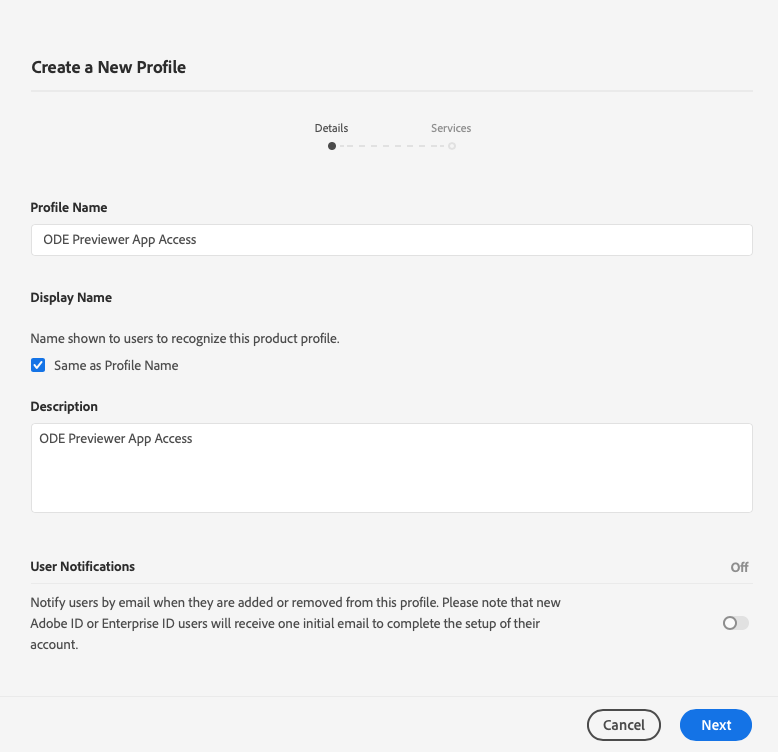 Create a New Profile
Details
Services
Profile Name
ODE Previewer App Access
Display Name
Name shown to users to recognize this product profile.
Same as Profile Name
Description
ODE Previewer App Access
User Notifications
Off
Notify users by email when they are added or removed from this profile. Please note that new
Adobe ID or Enterprise ID users will receive one initial email to complete the setup of their
account.
Cancel
Next